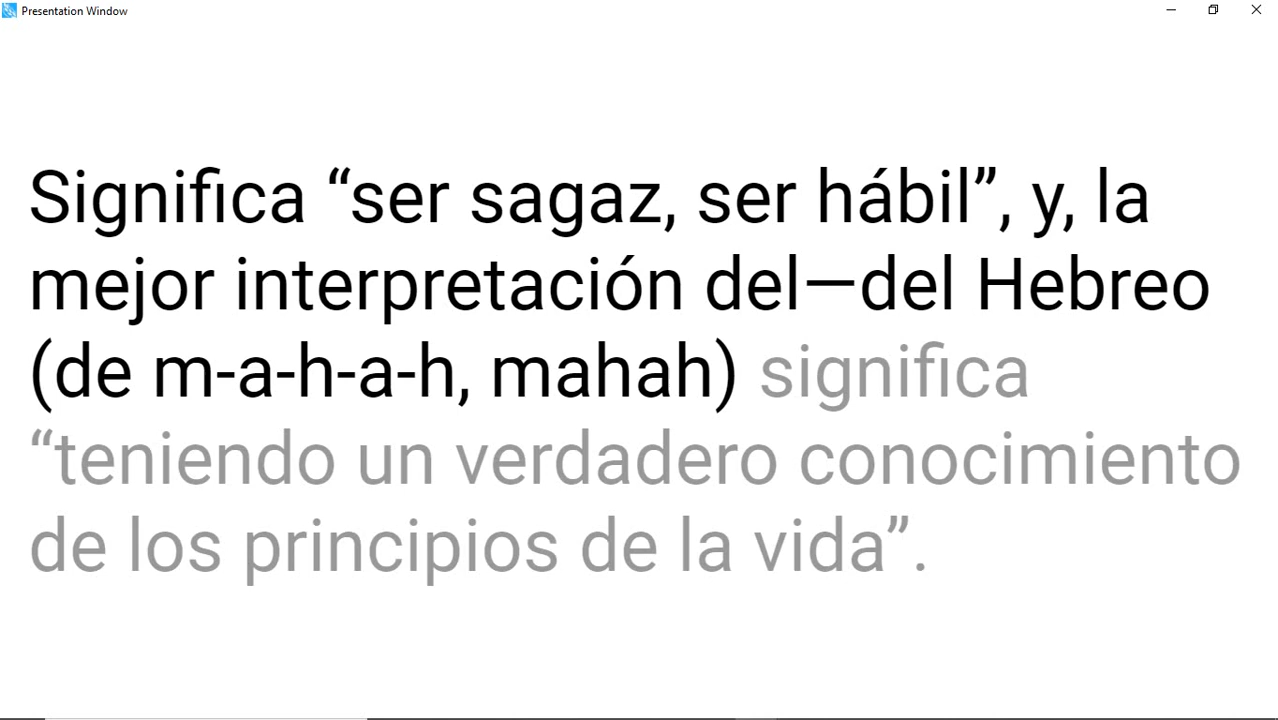 Presentation Window
Significa “ser sagaz, ser hábil”, y, la
mejor interpretación del—del Hebreo
(de m-a-h-a-h, mahah) significa
“teniendo un verdadero conocimiento
de los principios de la vida”.